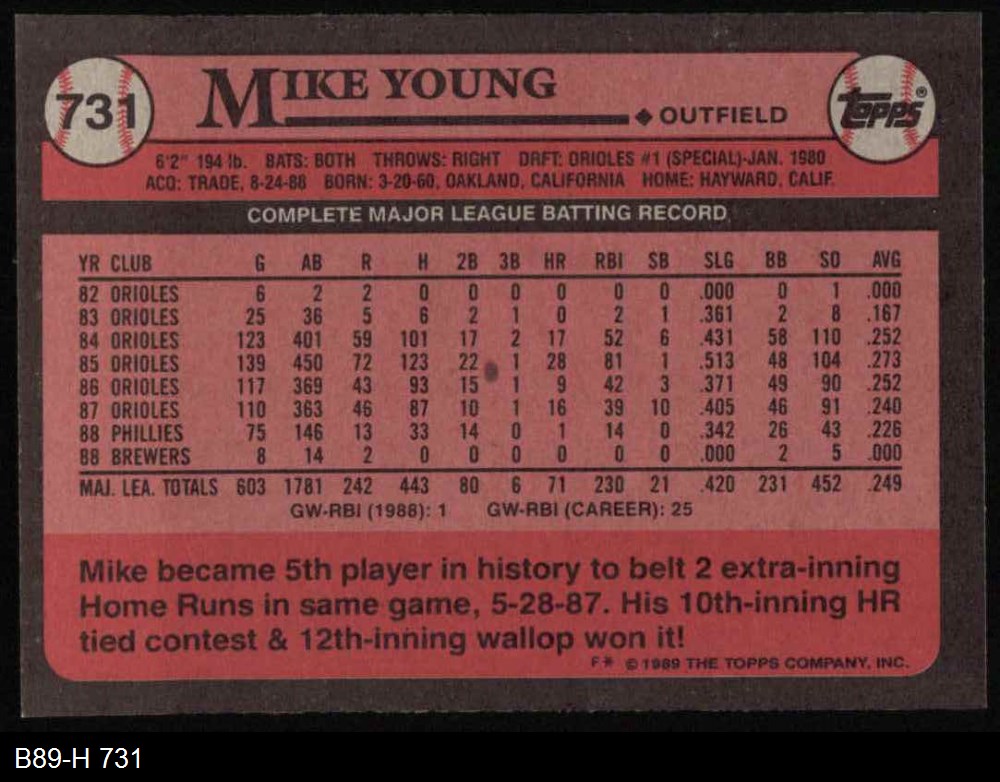 731
MIKE YOUNG
◆ OUTFIELD
TOPPS®
6'2" 194 lb. BATS: BOTH THROWS: RIGHT DRFT: ORIOLES #1 (SPECIAL)-JAN. 1980
ACQ: TRADE, 8-24-88 BORN: 3-20-60, OAKLAND, CALIFORNIA HOME: HAYWARD, CALIF.
COMPLETE MAJOR LEAGUE BATTING RECORD
YR CLUB G AB R H 2B 3B HR RBI SB SLG BB SO AVG
82 ORIOLES 6 2 2 0 0 0 0 0 0 .000 0 1 .000
83 ORIOLES 25 36 5 6 2 1 0 2 1 .361 2 8 .167
84 ORIOLES 123 401 59 101 17 2 17 52 6 .431 58 110 .252
85 ORIOLES 139 450 72 123 22 1 28 81 1 .513 48 104 .273
86 ORIOLES 117 369 43 93 15 1 9 42 3 .371 49 90 .252
87 ORIOLES 110 363 46 87 10 1 16 39 10 .405 46 91 .240
88 PHILLIES 75 146 13 33 14 0 1 14 0 .342 26 43 .226
88 BREWERS 8 14 2 0 0 0 0 0 0 .000 2 5 .000
MAJ. LEA. TOTALS 603 1781 242 443 80 6 71 230 21 .420 231 452 .249
GW-RBI (1988): 1 GW-RBI (CAREER): 25
Mike became 5th player in history to belt 2 extra-inning
Home Runs in same game, 5-28-87. His 10th-inning HR
tied contest & 12th-inning wallop won it!
F* © 1989 THE TOPPS COMPANY, INC.
B89-H 731